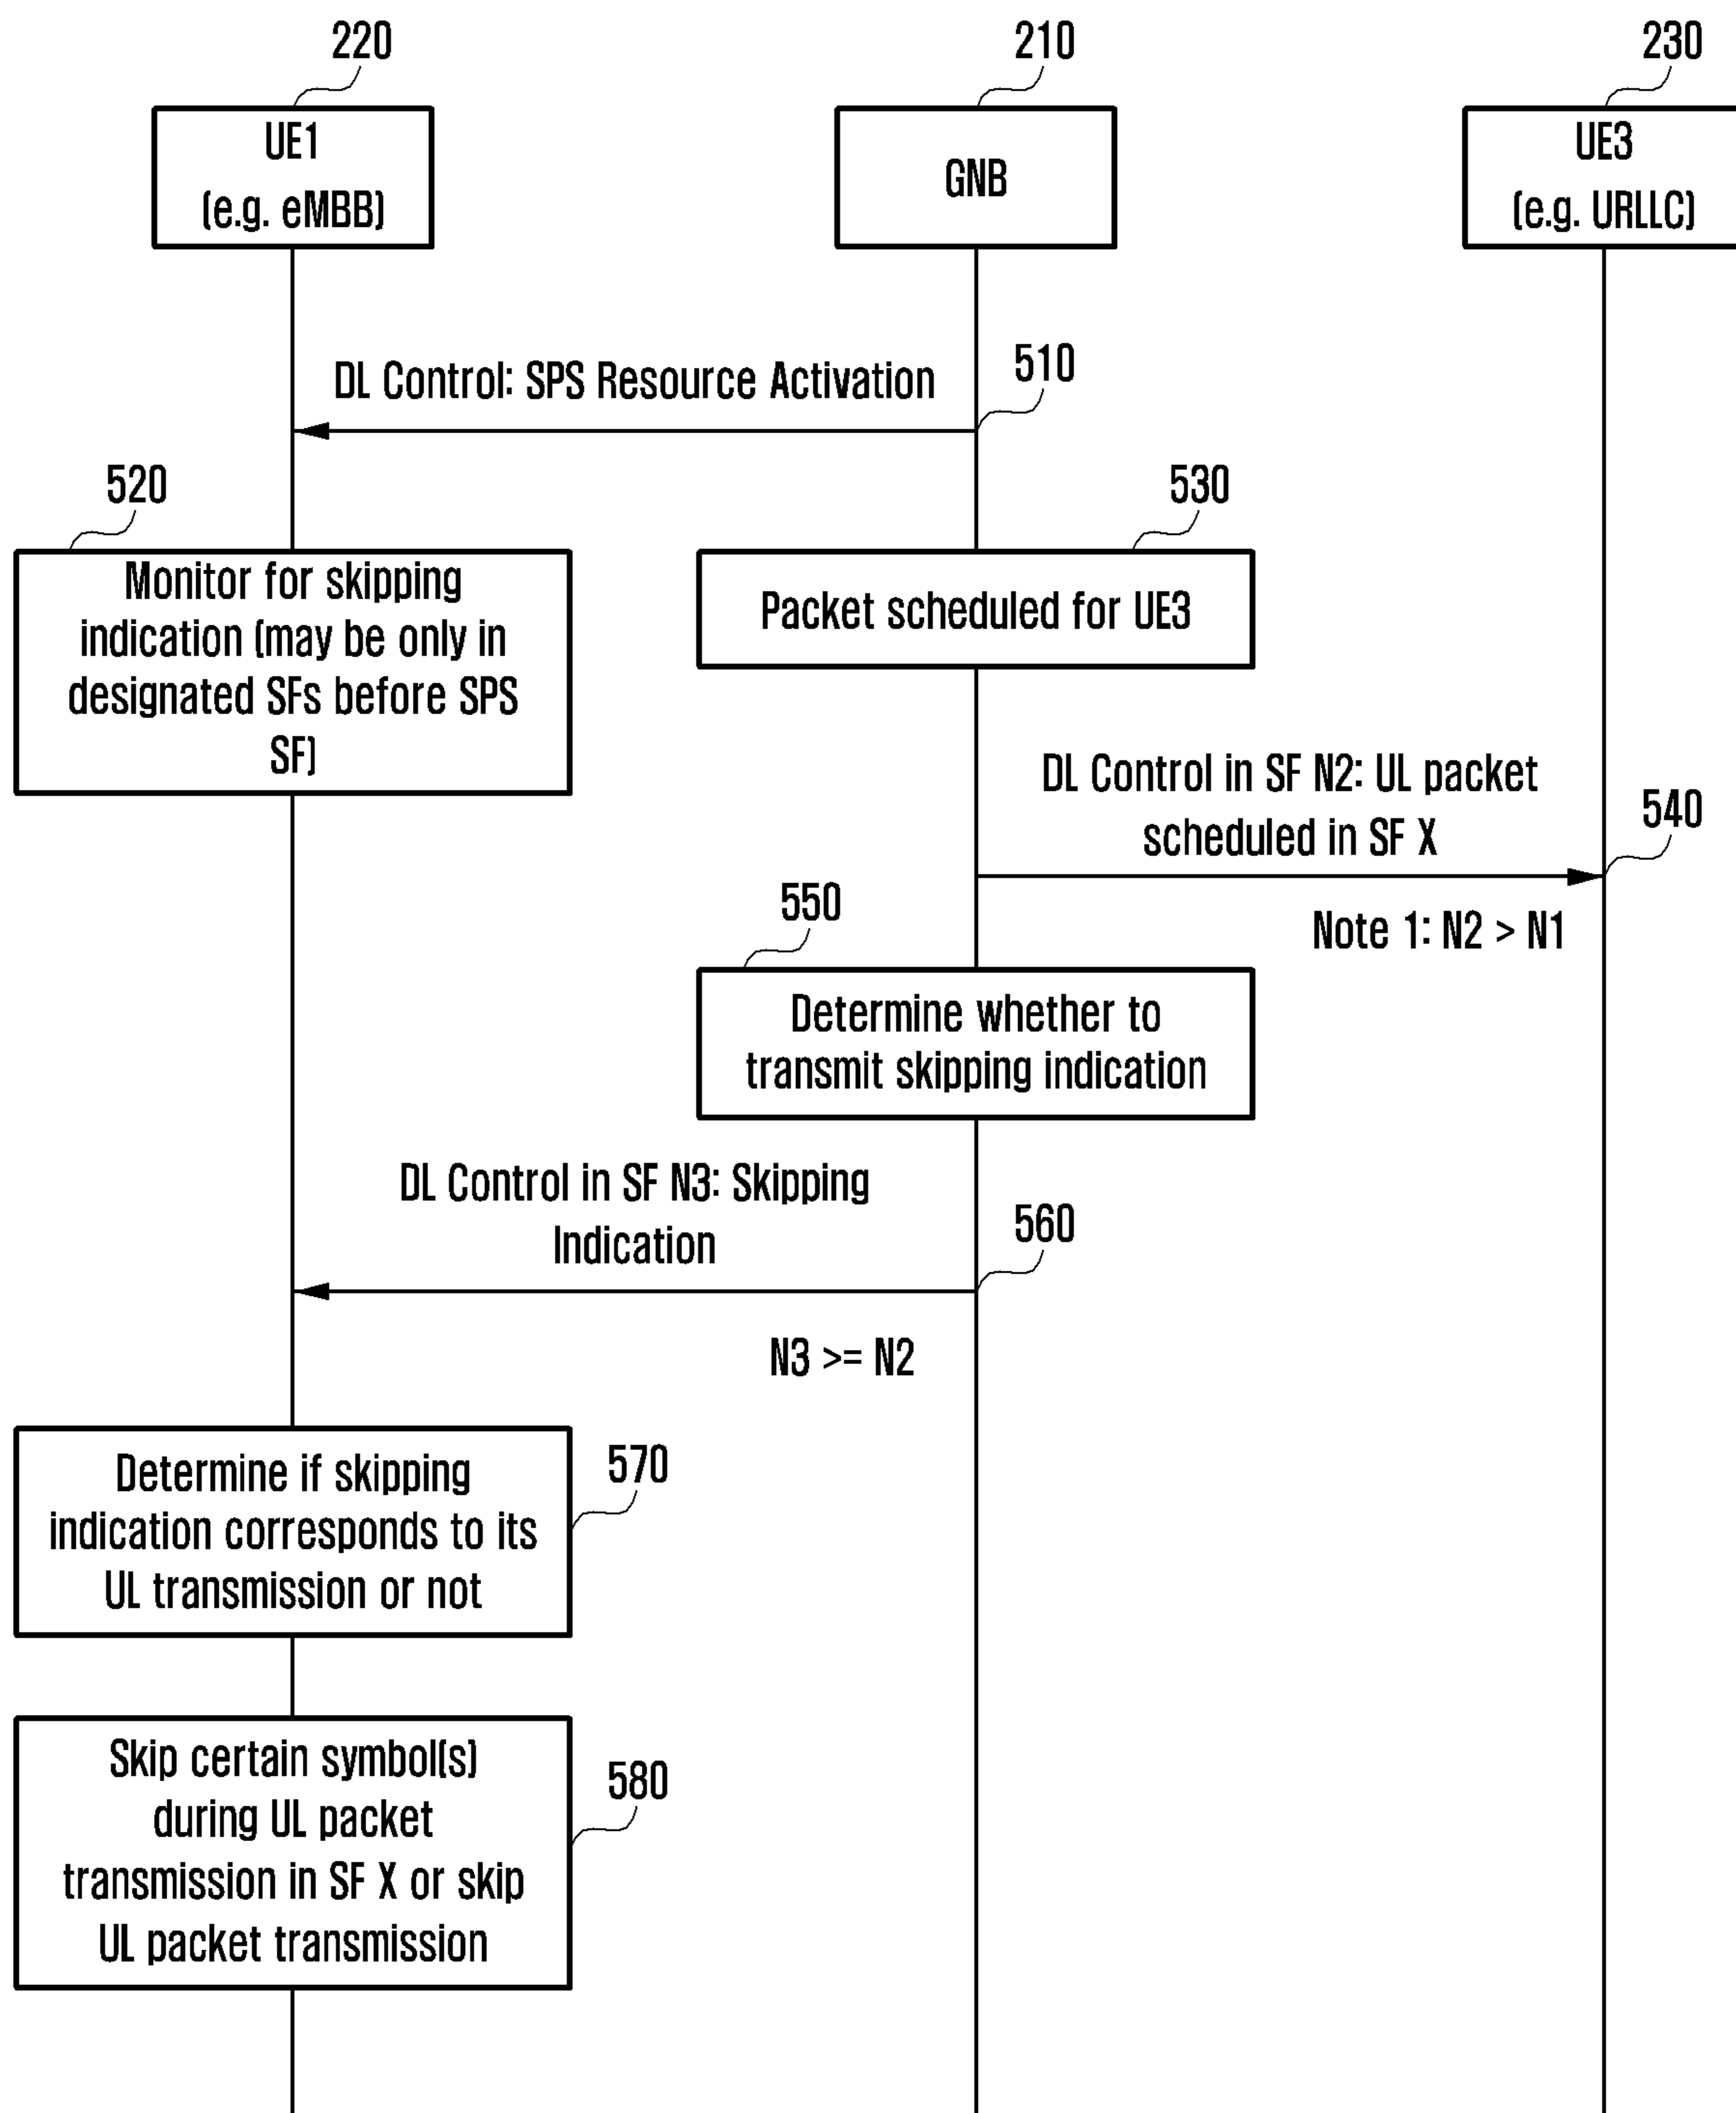 220
210
230
UE1
(e.g. eMBB)
GNB
UE3
(e.g. URLLC)
DL Control: SPS Resource Activation
510
520
530
Monitor for skipping
indication (may be only in
designated SFs before SPS
SF)
Packet scheduled for UE3
DL Control in SF N2: UL packet
scheduled in SF X
540
Note 1: N2 > N1
550
Determine whether to
transmit skipping indication
DL Control in SF N3: Skipping
Indication
560
N3 >= N2
Determine if skipping
indication corresponds to its
UL transmission or not
570
Skip certain symbol(s)
during UL packet
transmission in SF X or skip
UL packet transmission
580